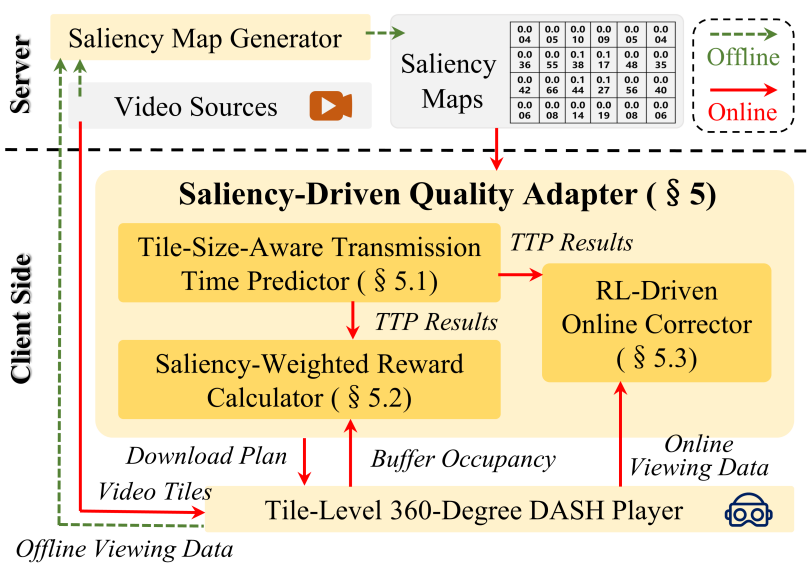 Server
Saliency Map Generator
Video Sources
Saliency
Maps
0.0 0.0 0.0 0.0 0.0 0.0
04 05 10 09 05 04
0.0 0.0 0.1 0.1 0.0 0.0
36 55 38 17 48 35
0.0 0.0 0.1 0.1 0.0 0.0
42 66 44 27 56 40
0.0 0.0 0.0 0.0 0.0 0.0
06 08 14 19 08 06
Offline
Online
Client Side
Saliency-Driven Quality Adapter ( § 5)
Tile-Size-Aware Transmission
Time Predictor ( § 5.1)
TTP Results
RL-Driven
Online Corrector
( § 5.3)
TTP Results
Saliency-Weighted Reward
Calculator ( § 5.2)
Download Plan
Buffer Occupancy
Online
Viewing Data
Video Tiles
Tile-Level 360-Degree DASH Player
Offline Viewing Data